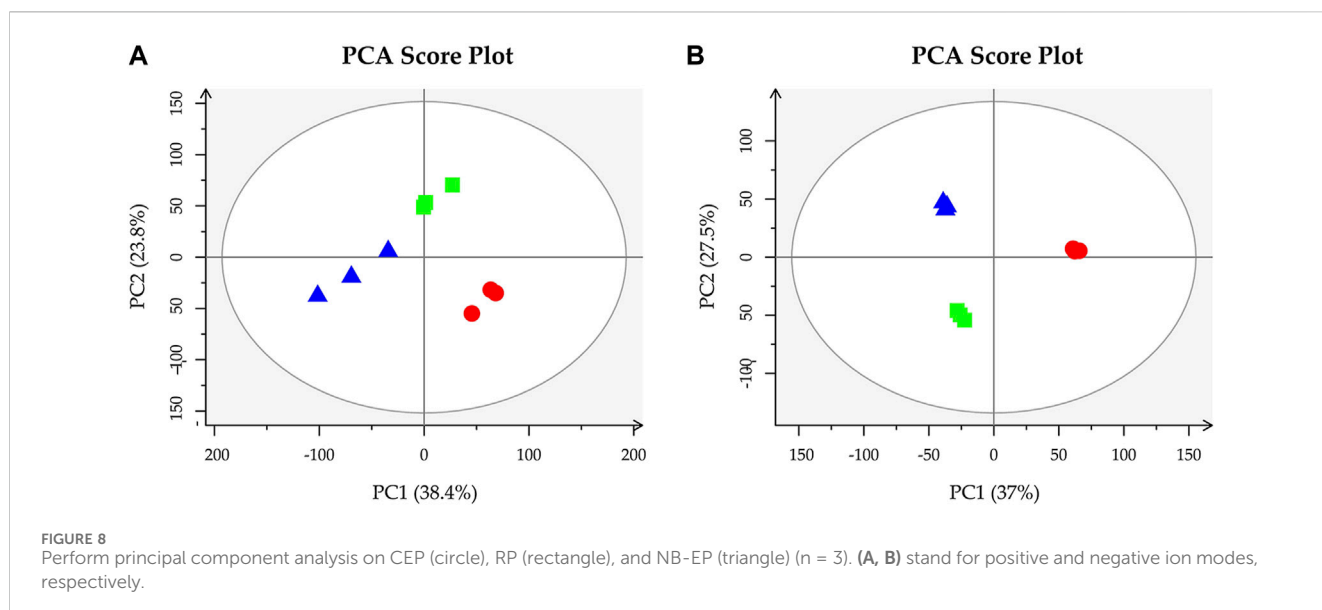 A
PCA Score Plot
150
100
50
0
50
-100
150
-
PC2 (23.8%)
200
-100
0
100
200
PC1 (38.4%)
B
PCA Score Plot
100
50
0
50
-100
PC2 (27.5%)
150
-100
-50
0
50
100
150
PC1 (37%)
FIGURE 8
Perform principal component analysis on CEP (circle), RP (rectangle), and NB-EP (triangle) (n = 3). (A, B) stand for positive and negative ion modes,
respectively.